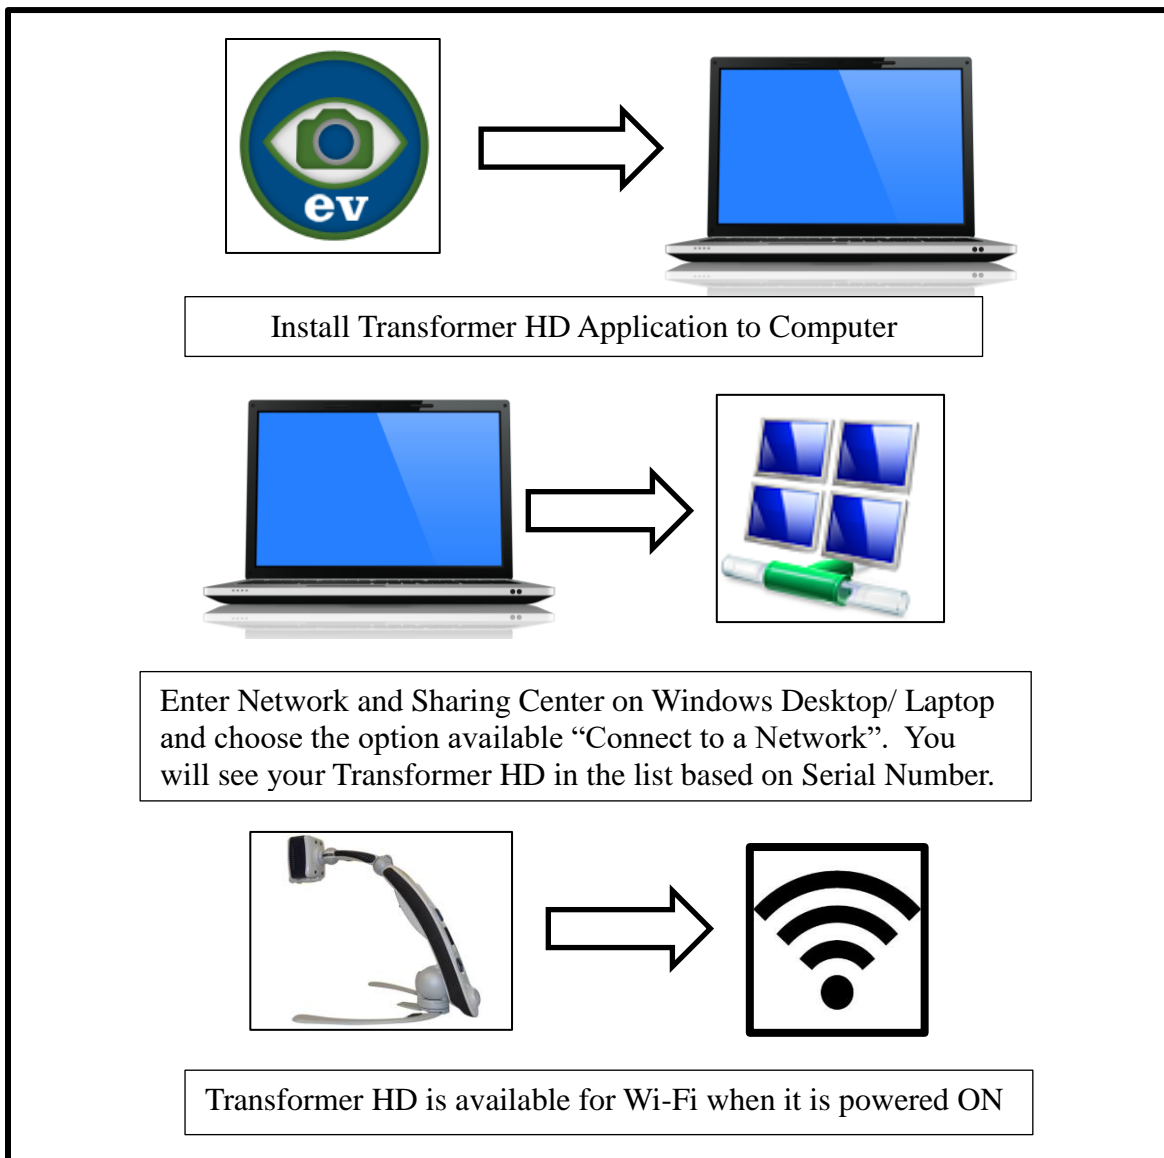 ev
Install Transformer HD Application to Computer
Enter Network and Sharing Center on Windows Desktop/ Laptop
and choose the option available “Connect to a Network”.  You
will see your Transformer HD in the list based on Serial Number.
Transformer HD is available for Wi-Fi when it is powered ON